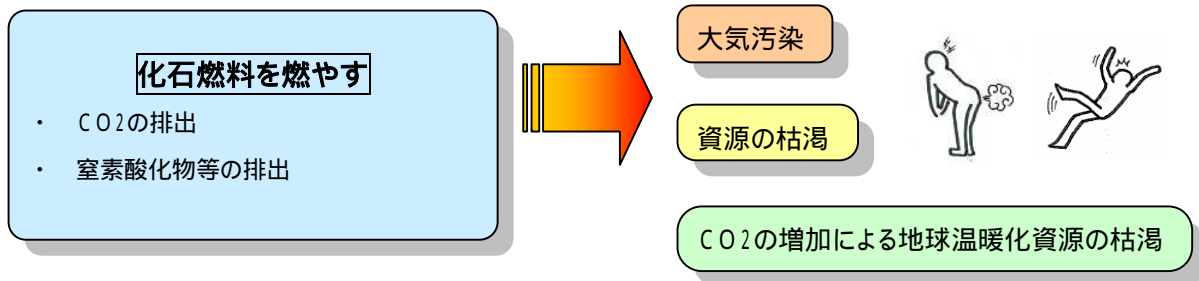 化石燃料を燃やす
・ CO2の排出
・ 窒素酸化物等の排出
大気汚染
資源の枯渇
CO2の増加による地球温暖化資源の枯渇